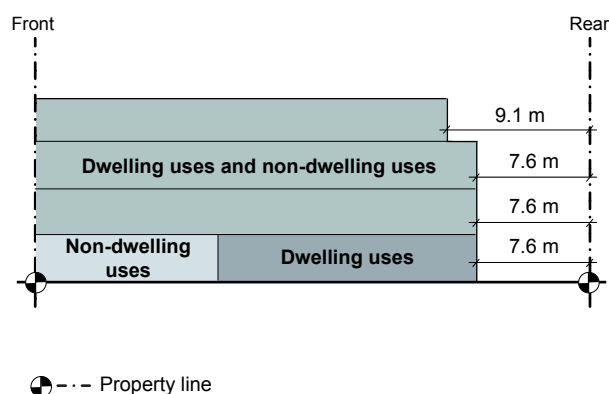 Front
Rear
9.1 m
Dwelling uses and non-dwelling uses
7.6 m
7.6 m
Non-dwelling
uses
Dwelling uses
7.6 m
Property line